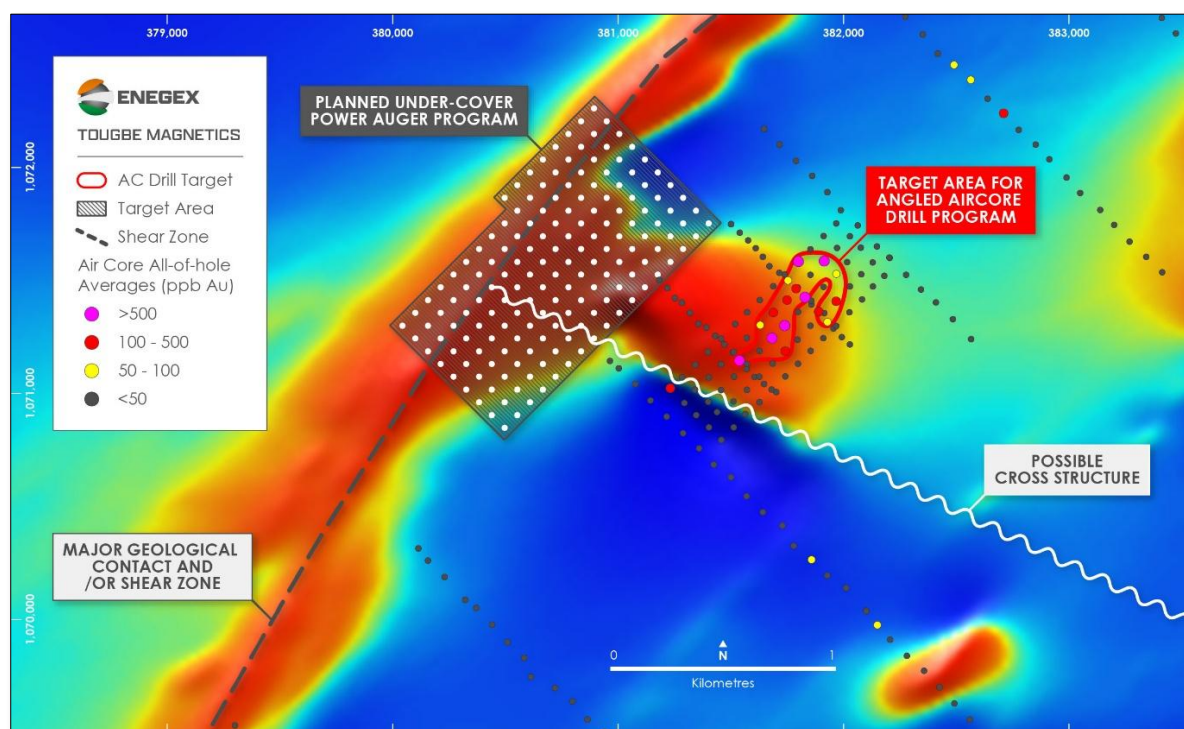 379,000
380,000
381,000
382,000
383,000
1,072,000
1,071,000
1,070,000
ENEGEX
TOUGBE MAGNETICS
AC Drill Target
Target Area
Shear Zone
Air Core All-of-hole
Averages (ppb Au)
>500
100 - 500
50 - 100
<50
PLANNED UNDER-COVER
POWER AUGER PROGRAM
TARGET AREA FOR
ANGLED AIRCORE
DRILL PROGRAM
POSSIBLE
CROSS STRUCTURE
MAJOR GEOLOGICAL
CONTACT AND
/OR SHEAR ZONE
N
0 1
Kilometres